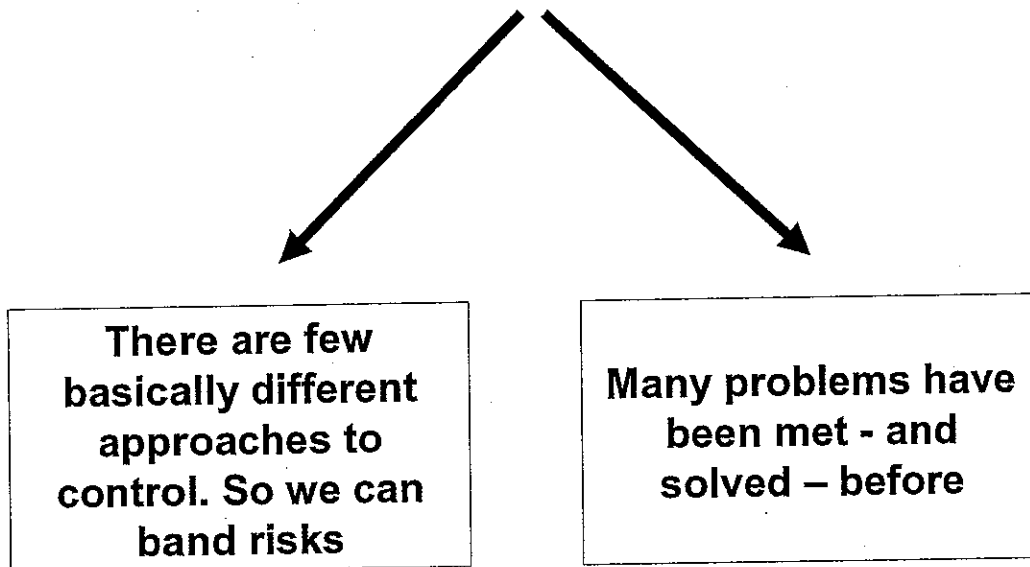 There are few
basically different
approaches to
control. So we can
band risks
Many problems have
been met - and
solved – before